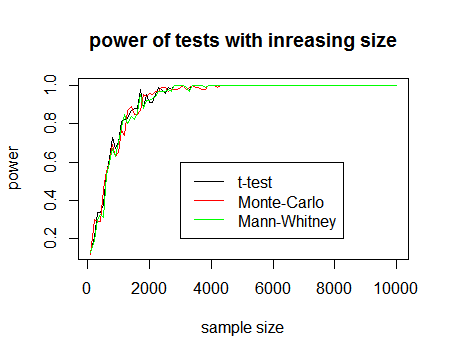 power of tests with inreasing size
power
1.0
0.8
0.6
0.4
0.2
t-test
Monte-Carlo
Mann-Whitney
0 2000 4000 6000 8000 10000
sample size